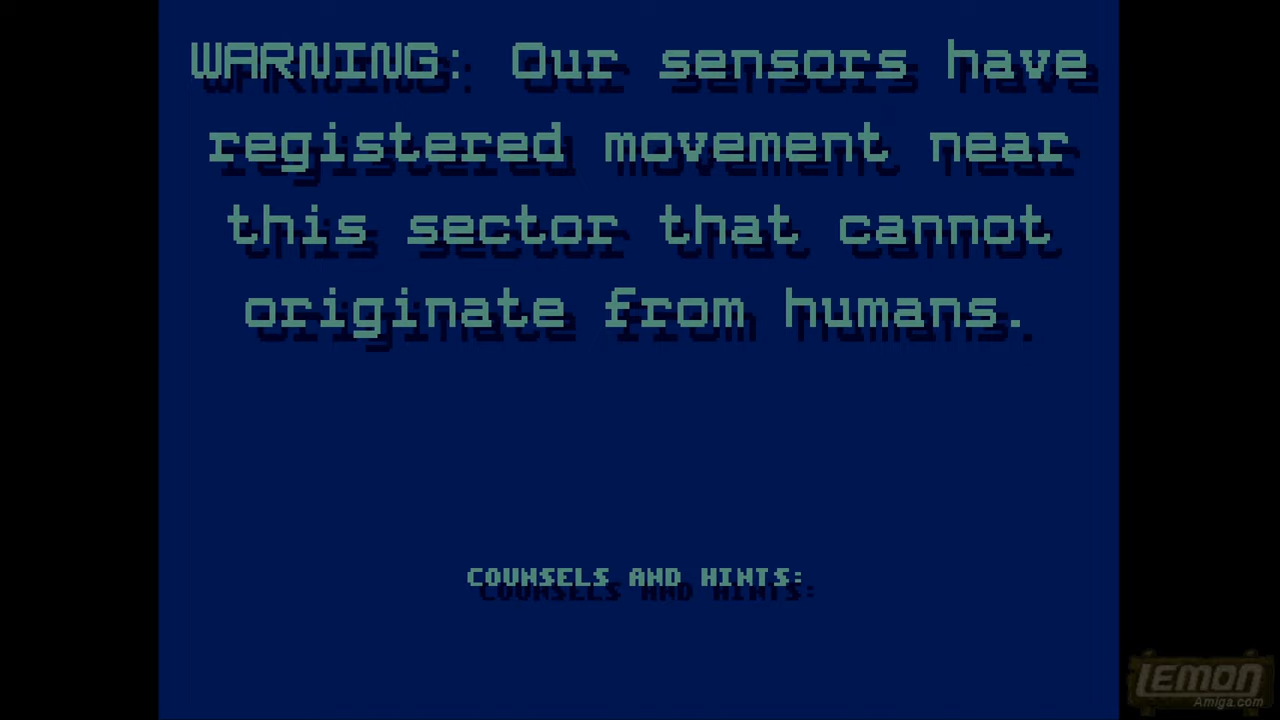 WARNING: Our sensors have
registered movement near
this sector that cannot
originate from humans.
COUNSELS AND HINTS:
LEMON
Amiga.com